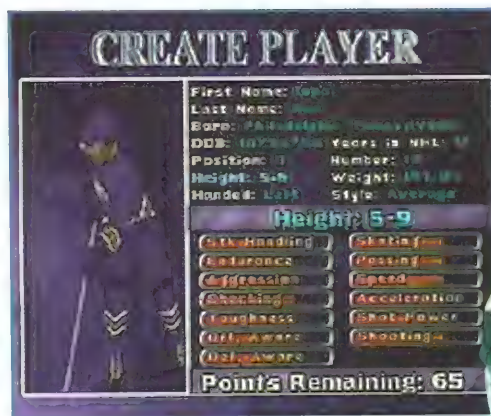 CREATE PLAYER
First Name:
Last Name:
Born: Philadelphia, Pennsylvania
DOB: Years in NHL:
Position: Number:
Height: 5-9 Weight:
Handed: Left Style: Average
Height: 5-9
Stk Handling Skating
Endurance Passing
Aggression Speed
Checking Acceleration
Toughness Shot Power
Off. Aware Shooting
Def. Aware
Points Remaining: 65